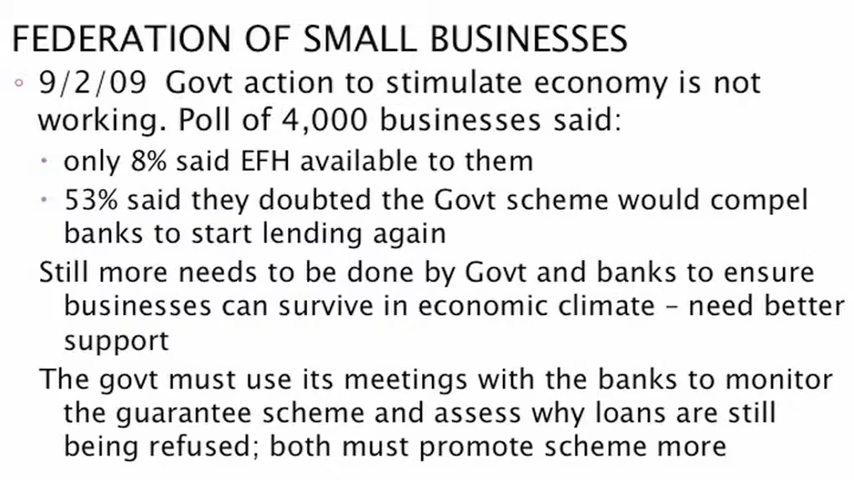 FEDERATION OF SMALL BUSINESSES
◦ 9/2/09 Govt action to stimulate economy is not
working. Poll of 4,000 businesses said:
• only 8% said EFH available to them
• 53% said they doubted the Govt scheme would compel
banks to start lending again
Still more needs to be done by Govt and banks to ensure
businesses can survive in economic climate – need better
support
The govt must use its meetings with the banks to monitor
the guarantee scheme and assess why loans are still
being refused; both must promote scheme more